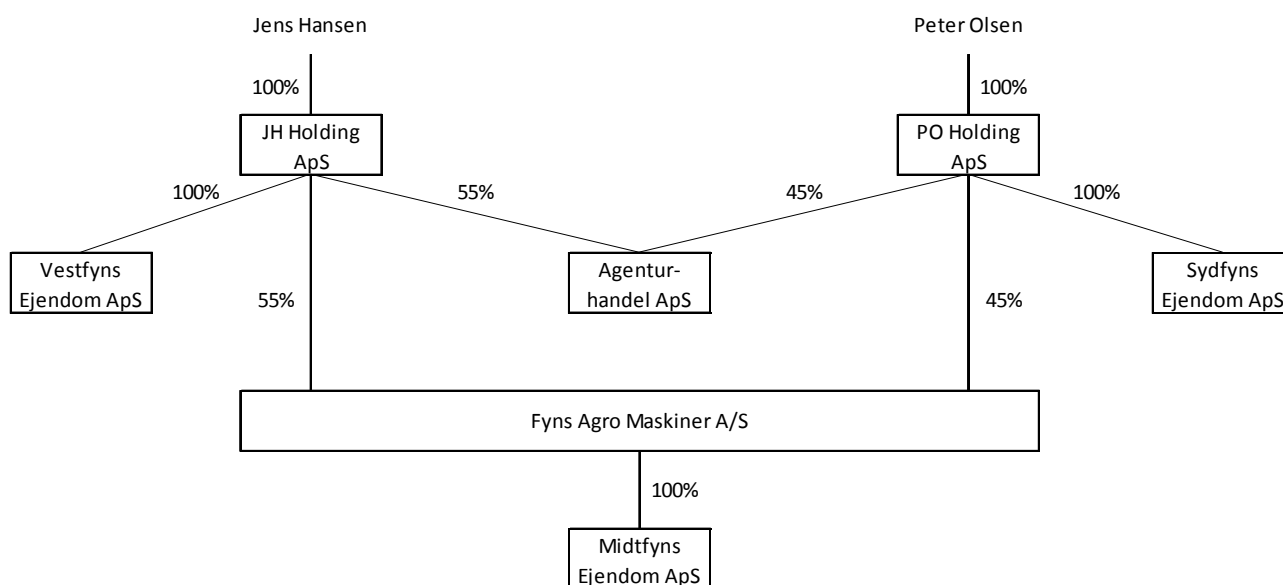 Jens Hansen
Peter Olsen
100%
100%
JH Holding
ApS
PO Holding
ApS
100%
55%
45%
100%
Vestfyns
Ejendom ApS
55%
Agentur-
handel ApS
45%
Sydfyns
Ejendom ApS
Fyns Agro Maskiner A/S
100%
Midtfyns
Ejendom ApS